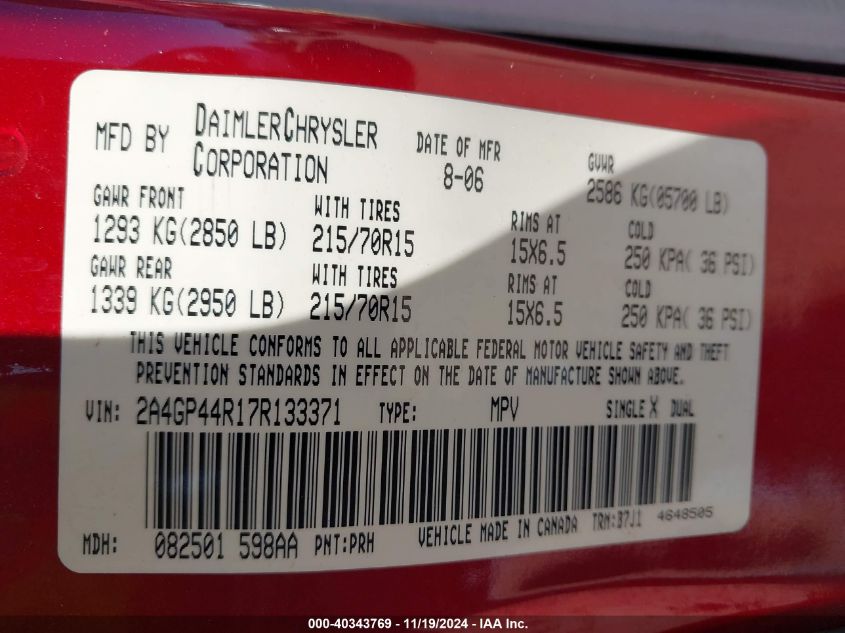 MFD BY DAIMLERCHRYSLER CORPORATION
DATE OF MFR 8-06
GVWR 2586 KG(05700 LB)
GAWR FRONT WITH TIRES RIMS AT COLD
1293 KG(2850 LB) 215/70R15 15X6.5 250 KPA( 36 PSI)
GAWR REAR WITH TIRES RIMS AT COLD
1339 KG(2950 LB) 215/70R15 15X6.5 250 KPA( 36 PSI)
THIS VEHICLE CONFORMS TO ALL APPLICABLE FEDERAL MOTOR VEHICLE SAFETY AND THEFT
PREVENTION STANDARDS IN EFFECT ON THE DATE OF MANUFACTURE SHOWN ABOVE.
VIN: 2A4GP44R17R133371 TYPE: MPV SINGLE X DUAL
MDH: 082501 598AA PNT:PRH VEHICLE MADE IN CANADA TRM:B7J1 4648505
000-40343769 - 11/19/2024 - IAA Inc.